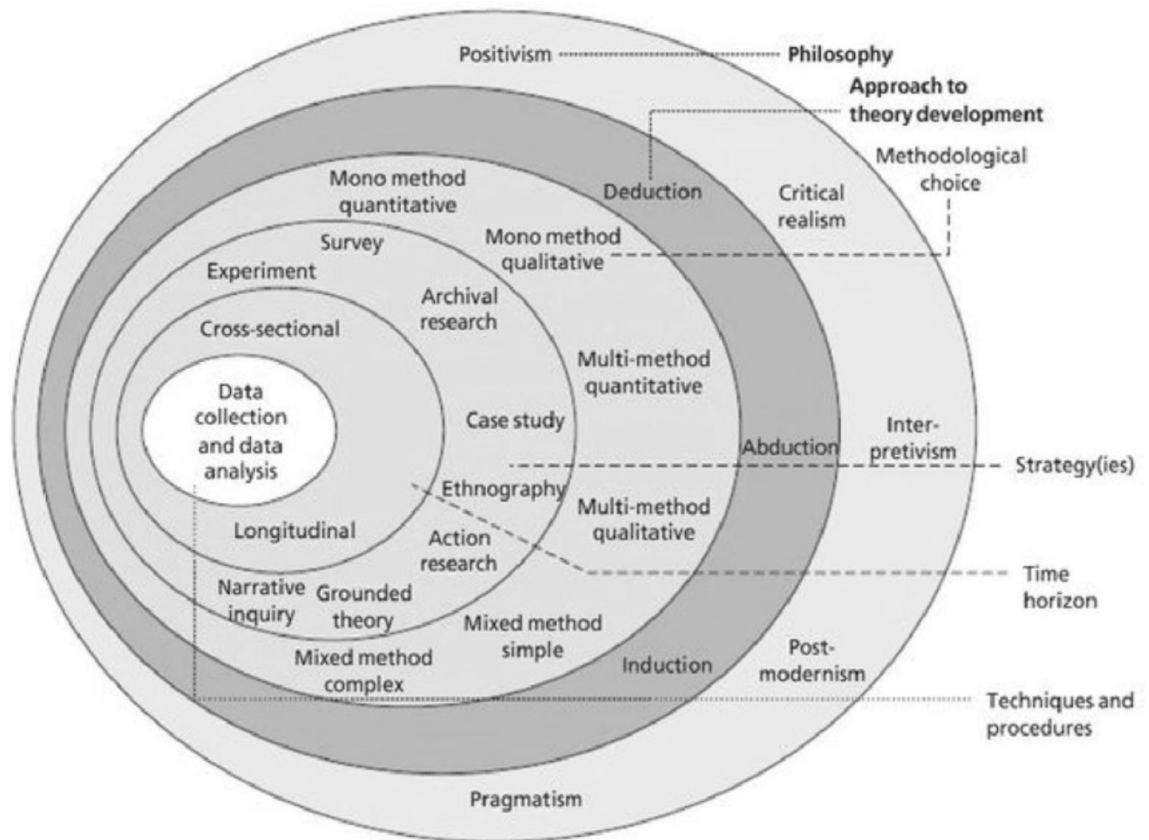 Positivism
Philosophy
Approach to
theory development
Methodological
choice
Mono method
quantitative
Deduction
Critical
realism
Survey
Mono method
qualitative
Experiment
Archival
research
Cross-sectional
Multi-method
quantitative
Data
collection
and data
analysis
Case study
Abduction
Inter-
pretivism
Strategy(ies)
Ethnography
Multi-method
qualitative
Longitudinal
Action
research
Time
horizon
Narrative
inquiry
Grounded
theory
Mixed method
simple
Mixed method
complex
Induction
Post-
modernism
Techniques and
procedures
Pragmatism